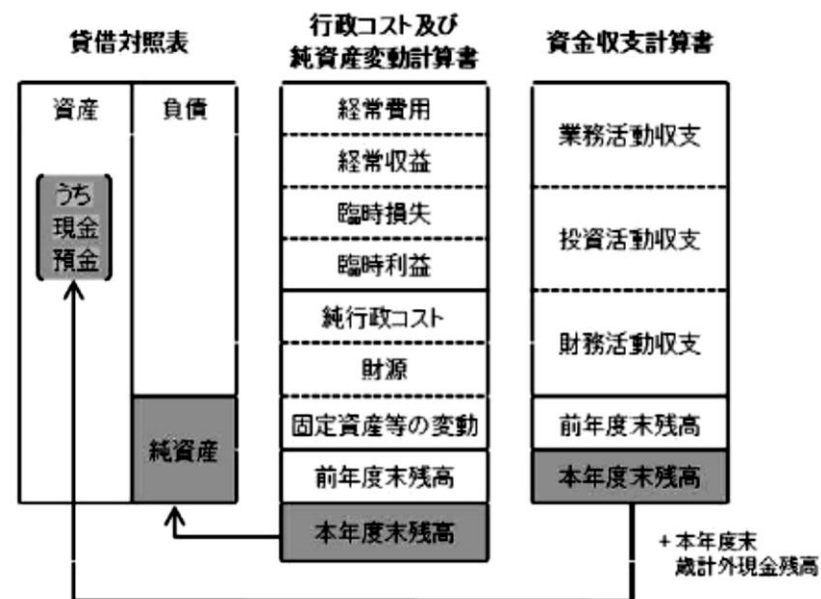 貸借対照表
資産
負債
うち
現金
預金
純資産
行政コスト及び
純資産変動計算書
経常費用
経常収益
臨時損失
臨時利益
純行政コスト
財源
固定資産等の変動
前年度末残高
本年度末残高
資金収支計算書
業務活動収支
投資活動収支
財務活動収支
前年度末残高
本年度末残高
+ 本年度末
歳計外現金残高